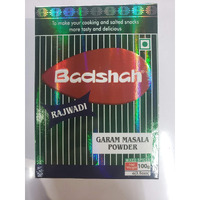 To make your cooking and salted snacks
more tasty and delicious
Badshah
RAJWADI
GARAM MASALA
POWDER
100g